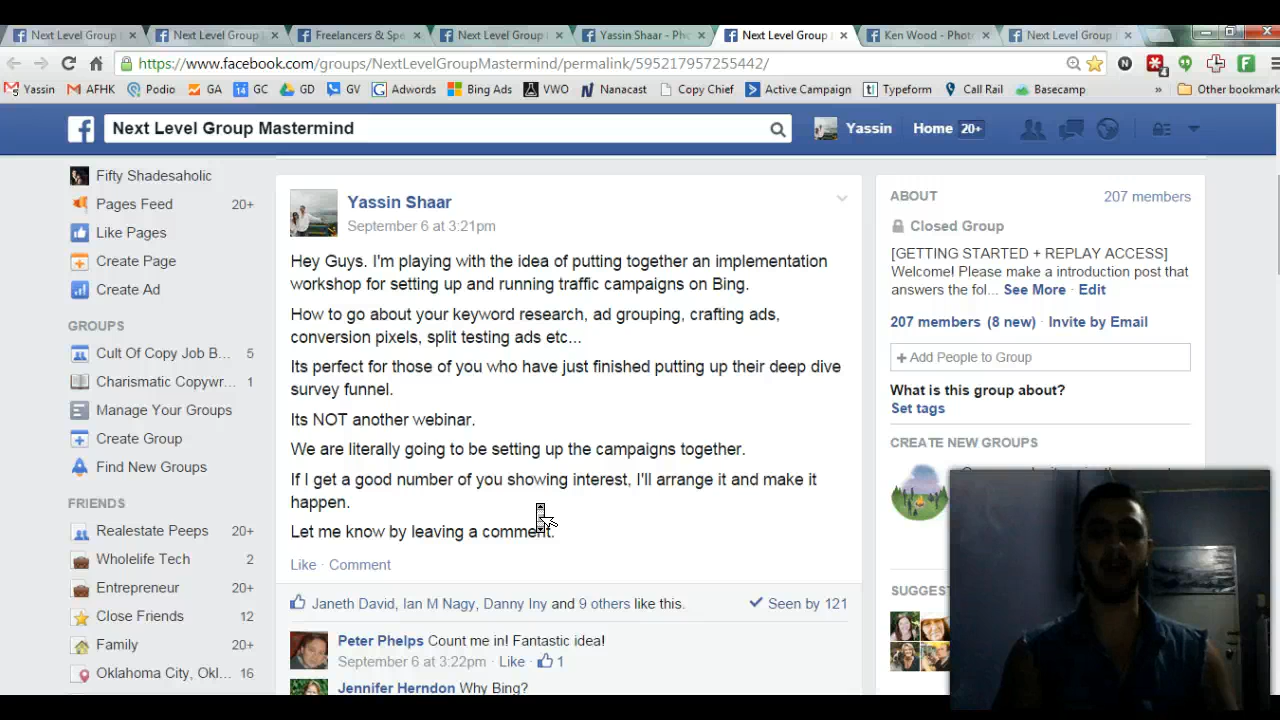 Next Level Group
Next Level Group
Freelancers & Spe
Next Level Group
Yassin Shaar - Pho
Next Level Group
Ken Wood - Photo
Next Level Group
https://www.facebook.com/groups/NextLevelGroupMastermind/permalink/595217957255442/
Yassin
AFHK
Podio
GA
GC
GD
GV
Adwords
Bing Ads
VWO
Nanacast
Copy Chief
Active Campaign
Typeform
Call Rail
Basecamp
»
Other bookmark
Next Level Group Mastermind
Yassin
Home 20+
Fifty Shadesaholic
Pages Feed 20+
Like Pages
Create Page
Create Ad
GROUPS
Cult Of Copy Job B... 5
Charismatic Copywr... 1
Manage Your Groups
Create Group
Find New Groups
FRIENDS
Realestate Peeps 20+
Wholelife Tech 2
Entrepreneur 20+
Close Friends 12
Family 20+
Oklahoma City, Okl... 16
Yassin Shaar
September 6 at 3:21pm
Hey Guys. I'm playing with the idea of putting together an implementation
workshop for setting up and running traffic campaigns on Bing.
How to go about your keyword research, ad grouping, crafting ads,
conversion pixels, split testing ads etc...
Its perfect for those of you who have just finished putting up their deep dive
survey funnel.
Its NOT another webinar.
We are literally going to be setting up the campaigns together.
If I get a good number of you showing interest, I'll arrange it and make it
happen.
Let me know by leaving a comment.
Like · Comment
Janeth David, Ian M Nagy, Danny Iny and 9 others like this.
Seen by 121
Peter Phelps Count me in! Fantastic idea!
September 6 at 3:22pm · Like · 1
Jennifer Herndon Why Bing?
ABOUT
207 members
Closed Group
[GETTING STARTED + REPLAY ACCESS]
Welcome! Please make a introduction post that
answers the fol... See More · Edit
207 members (8 new) · Invite by Email
+ Add People to Group
What is this group about?
Set tags
CREATE NEW GROUPS
SUGGES